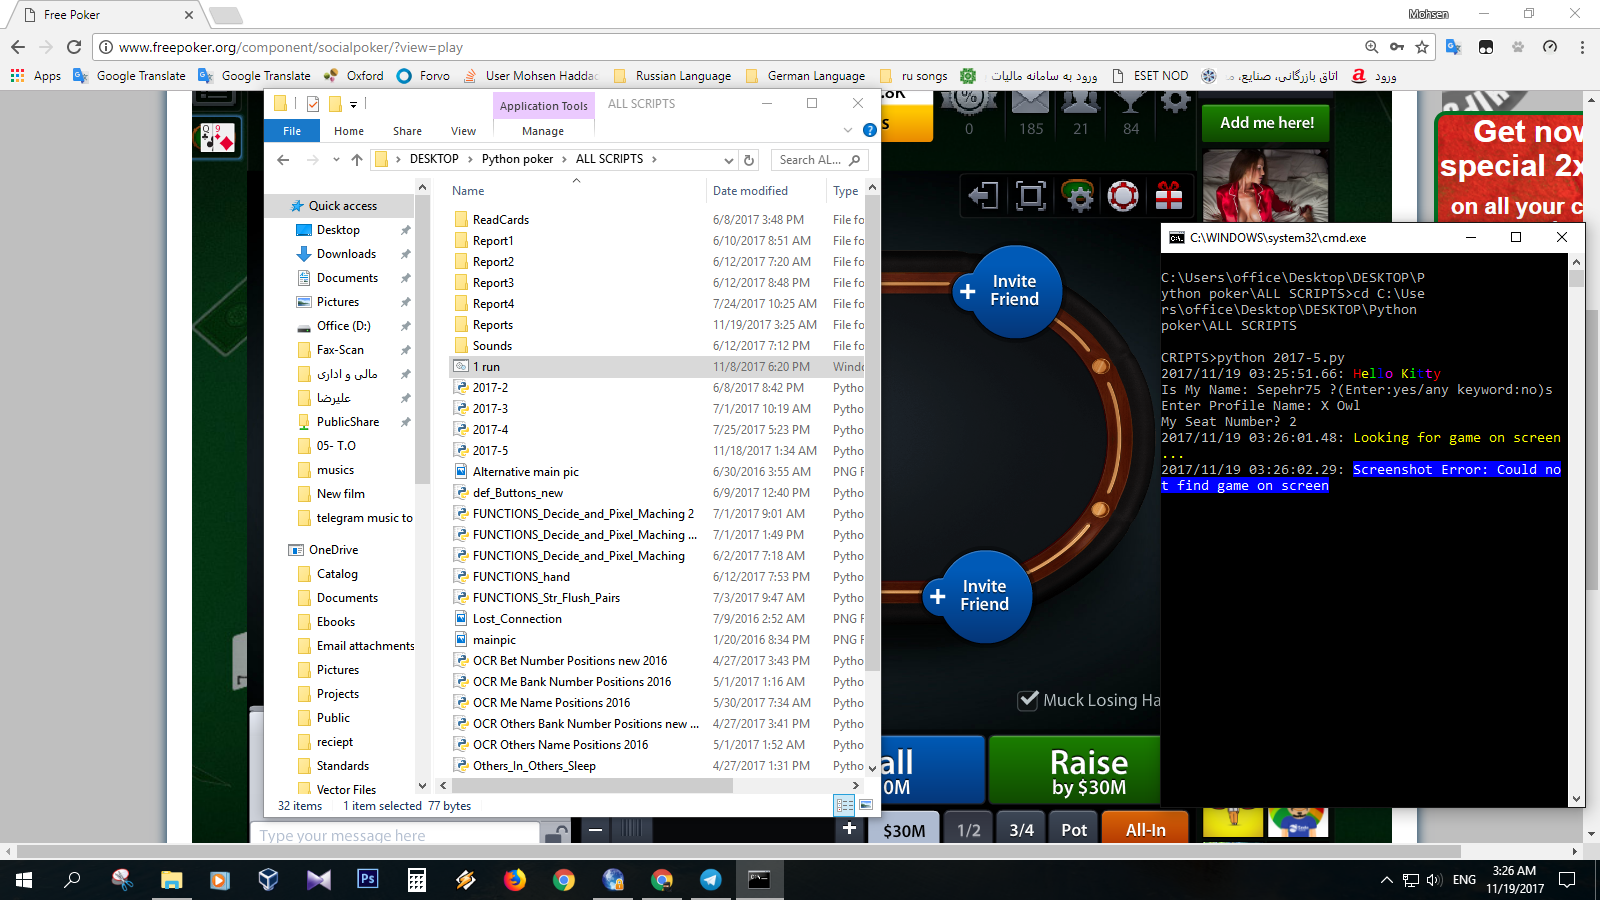 Free Poker
Mohsen
www.freepoker.org/component/socialpoker/?view=play
Apps
Google Translate
Google Translate
Oxford
Forvo
User Mohsen Haddad
Russian Language
German Language
ru songs
ورود به سامانه مالیات
ESET NOD
اتاق بازرگانی، صنایع، م
ورود
Application Tools
ALL SCRIPTS
File
Home
Share
View
Manage
DESKTOP
Python poker
ALL SCRIPTS
Search AL...
Name
Date modified
Type
Quick access
Desktop
Downloads
Documents
Pictures
Office (D:)
Fax-Scan
مالی و اداری
علیرضا
PublicShare
05- T.O
musics
New film
telegram music to
OneDrive
Catalog
Documents
Ebooks
Email attachments
Pictures
Projects
Public
reciept
Standards
Vector Files
ReadCards 6/8/2017 3:48 PM File fo
Report1 6/10/2017 8:51 AM File fo
Report2 6/12/2017 7:20 AM File fo
Report3 6/12/2017 8:48 PM File fo
Report4 7/24/2017 10:25 AM File fo
Reports 11/19/2017 3:25 AM File fo
Sounds 6/12/2017 7:12 PM File fo
1 run 11/8/2017 6:20 PM Windo
2017-2 6/8/2017 8:42 PM Pytho
2017-3 7/1/2017 10:19 AM Pytho
2017-4 7/25/2017 5:23 PM Pytho
2017-5 11/18/2017 1:34 AM Pytho
Alternative main pic 6/30/2016 3:55 AM PNG F
def_Buttons_new 6/9/2017 12:40 PM Pytho
FUNCTIONS_Decide_and_Pixel_Maching 2 7/1/2017 9:01 AM Pytho
FUNCTIONS_Decide_and_Pixel_Maching ... 7/1/2017 1:49 PM Pytho
FUNCTIONS_Decide_and_Pixel_Maching 6/2/2017 7:18 AM Pytho
FUNCTIONS_hand 6/12/2017 7:53 PM Pytho
FUNCTIONS_Str_Flush_Pairs 7/3/2017 9:47 AM Pytho
Lost_Connection 7/9/2016 2:52 AM PNG F
mainpic 1/20/2016 8:34 PM PNG F
OCR Bet Number Positions new 2016 4/27/2017 3:43 PM Pytho
OCR Me Bank Number Positions 2016 5/1/2017 1:16 AM Pytho
OCR Me Name Positions 2016 5/30/2017 7:34 AM Pytho
OCR Others Bank Number Positions new ... 4/27/2017 3:41 PM Pytho
OCR Others Name Positions 2016 5/1/2017 1:52 AM Pytho
Others_In_Others_Sleep 4/27/2017 1:31 PM Pytho
32 items 1 item selected 77 bytes
Q 9
.8K
s
0
185
21
84
Add me here!
Get now
special 2x
on all your c
Invite
Friend
Invite
Friend
Muck Losing Ha
all
0M
Raise
by $30M
$30M
1/2
3/4
Pot
All-In
Type your message here
C:\WINDOWS\system32\cmd.exe
C:\Users\office\Desktop\DESKTOP\P
ython poker\ALL SCRIPTS>cd C:\Use
rs\office\Desktop\DESKTOP\Python
poker\ALL SCRIPTS
CRIPTS>python 2017-5.py
2017/11/19 03:25:51.66: Hello Kitty
Is My Name: Sepehr75 ?(Enter:yes/any keyword:no)s
Enter Profile Name: X Owl
My Seat Number? 2
2017/11/19 03:26:01.48: Looking for game on screen
...
2017/11/19 03:26:02.29: Screenshot Error: Could no
t find game on screen
Ps
ENG
3:26 AM
11/19/2017